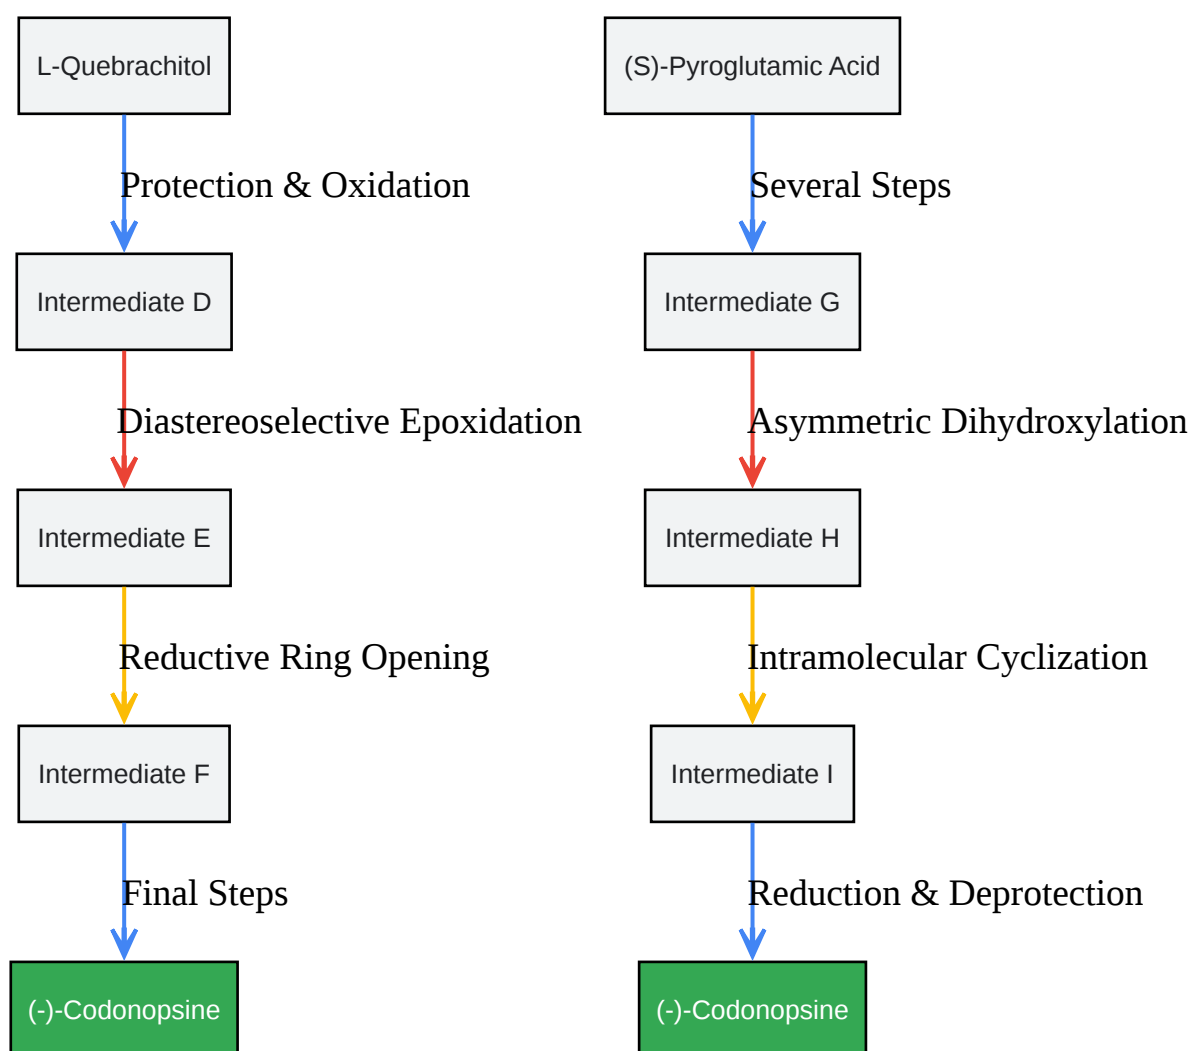 L-Quebrachitol
Protection & Oxidation
Intermediate D
Diastereoselective Epoxidation
Intermediate E
Reductive Ring Opening
Intermediate F
Final Steps
(-)-Codonopsine
(S)-Pyroglutamic Acid
Several Steps
Intermediate G
Asymmetric Dihydroxylation
Intermediate H
Intramolecular Cyclization
Intermediate I
Reduction & Deprotection
(-)-Codonopsine